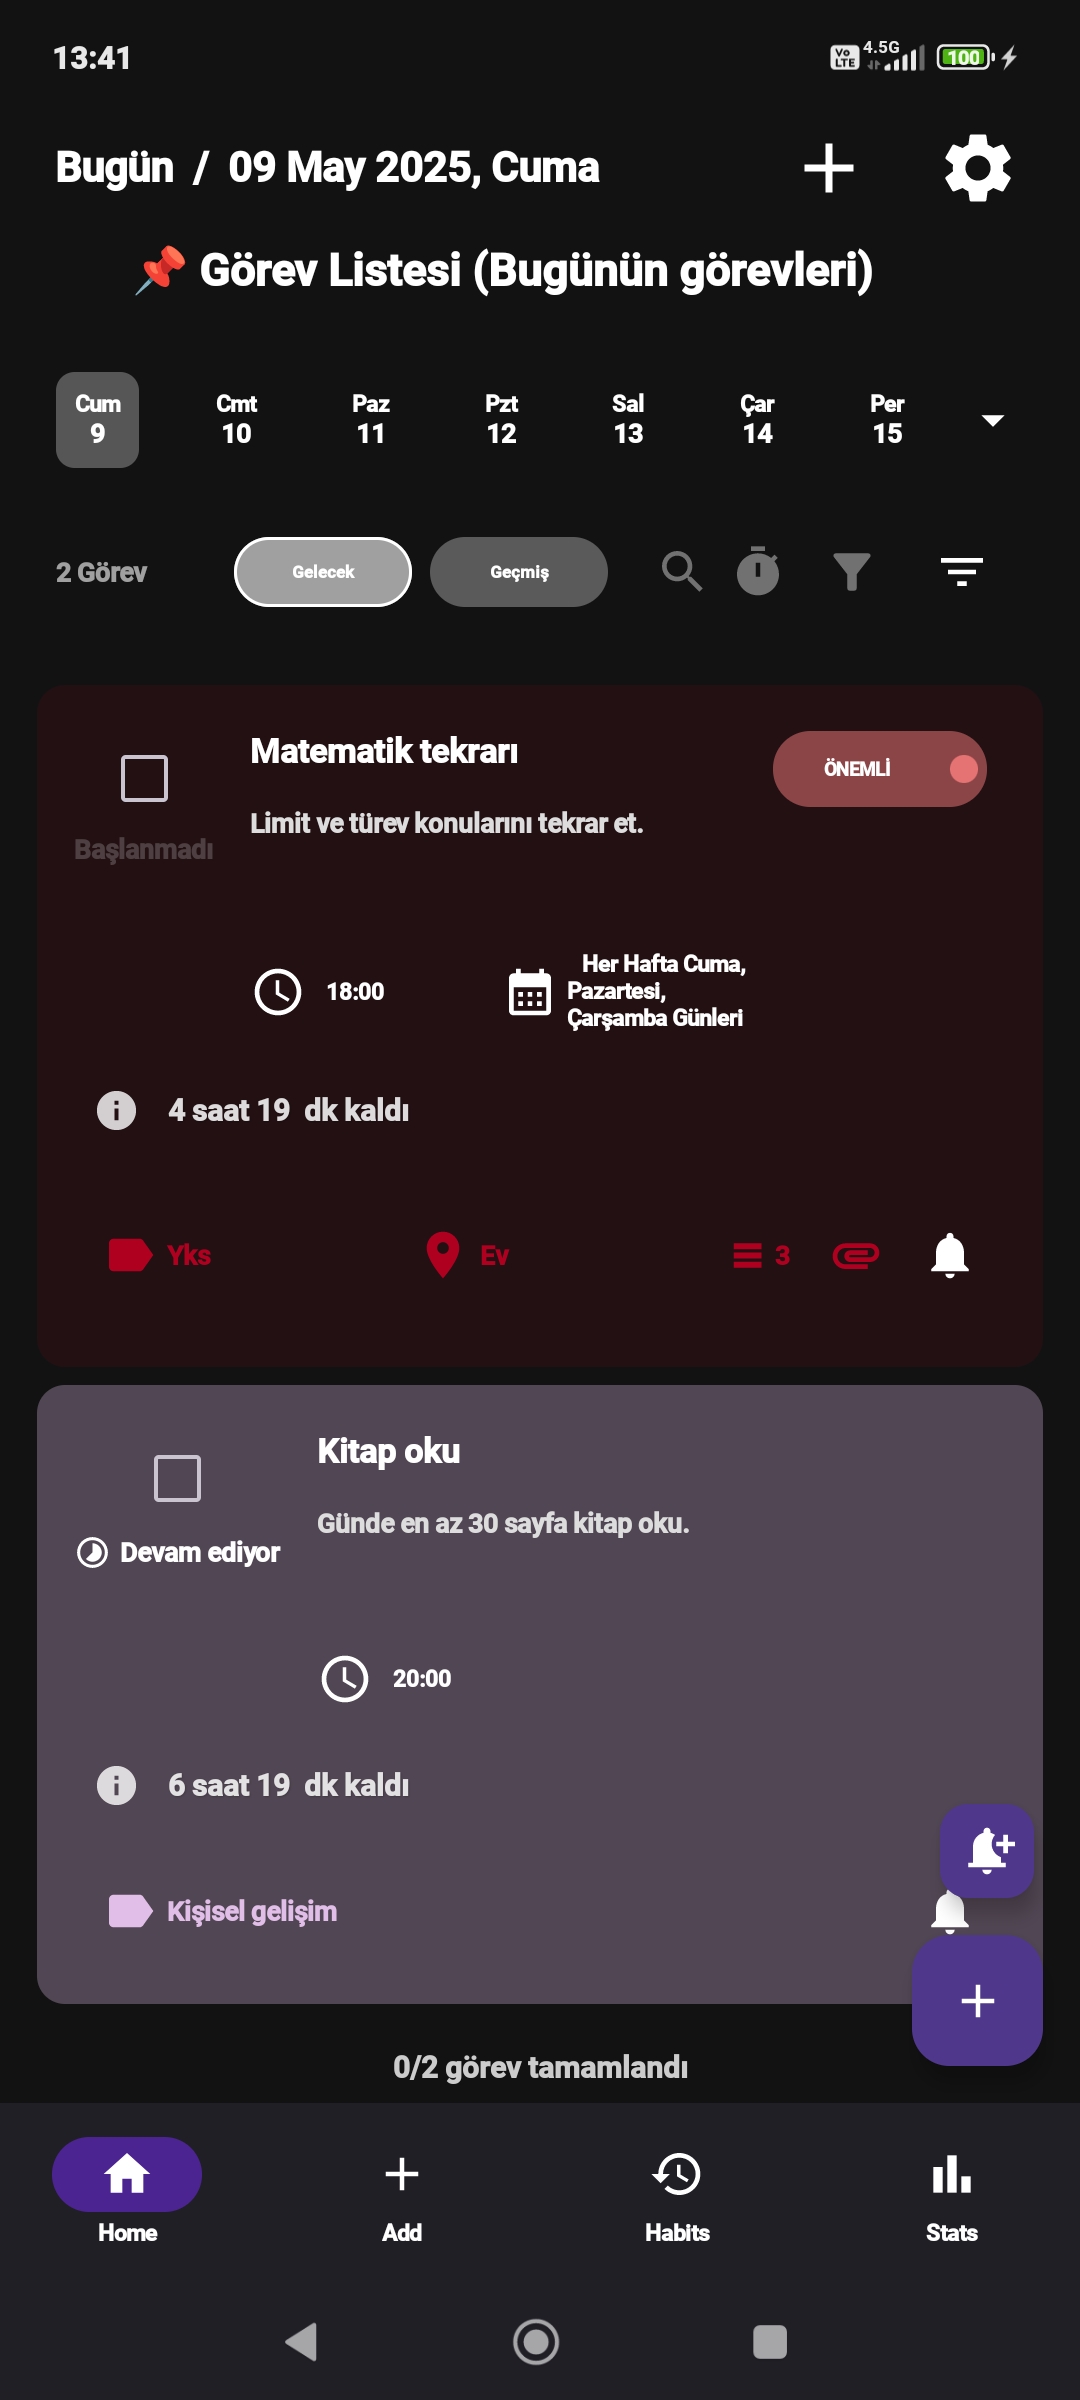 13:41
Vo LTE 4.5G 100
Bugün / 09 May 2025, Cuma
📌 Görev Listesi (Bugünün görevleri)
Cum Cmt Paz Pzt Sal Çar Per
9 10 11 12 13 14 15
2 Görev Gelecek Geçmiş
Matematik tekrarı
ÖNEMLİ
Limit ve türev konularını tekrar et.
Başlanmadı
18:00
Her Hafta Cuma,
Pazartesi,
Çarşamba Günleri
4 saat 19 dk kaldı
Yks Ev 3
Kitap oku
Günde en az 30 sayfa kitap oku.
Devam ediyor
20:00
6 saat 19 dk kaldı
Kişisel gelişim
0/2 görev tamamlandı
Home Add Habits Stats